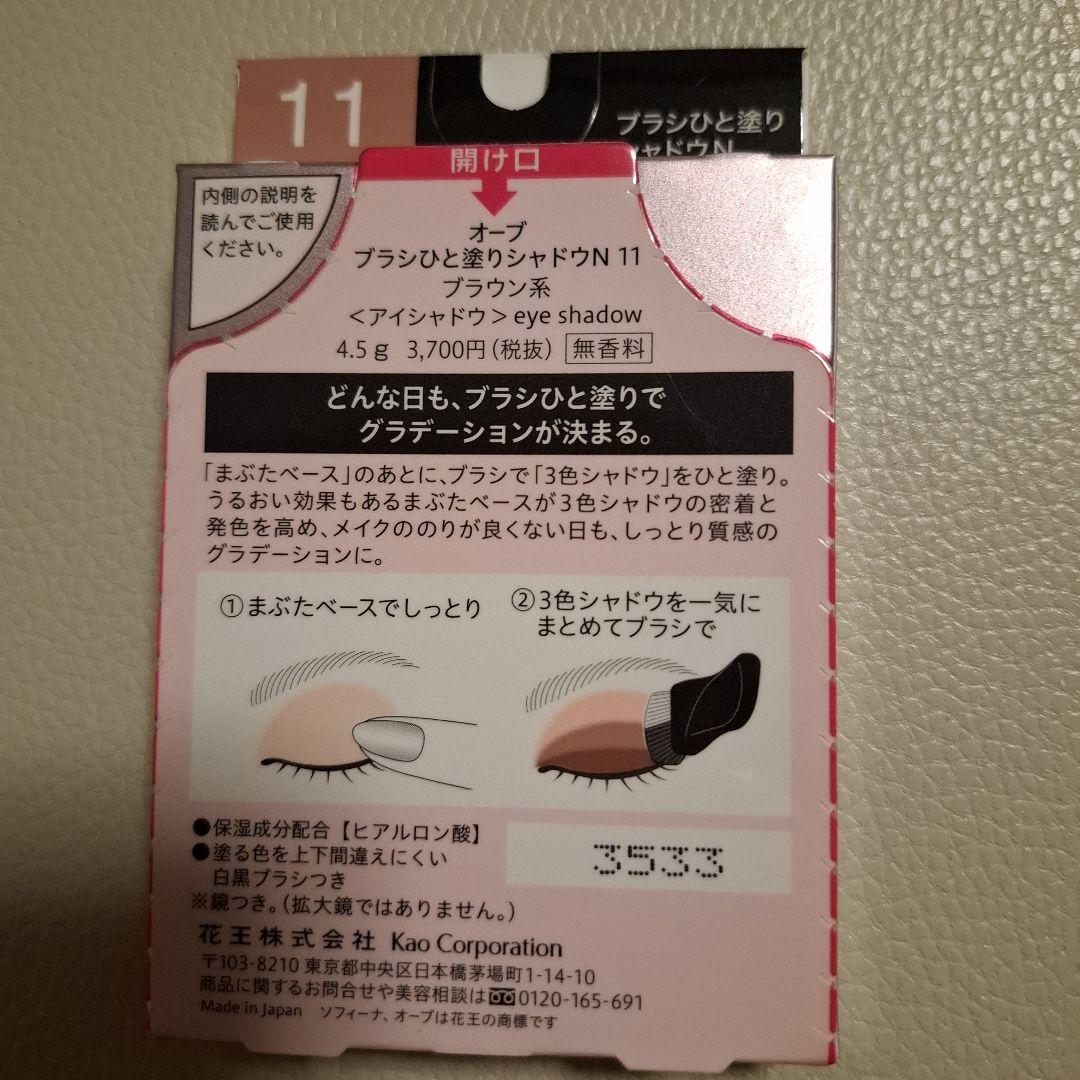 11
ブラシひと塗り
シャドウN
開け口
内側の説明を
読んでご使用
ください。
オーブ
ブラシひと塗りシャドウN 11
ブラウン系
＜アイシャドウ＞eye shadow
4.5g 3,700円(税抜) 無香料
どんな日も、ブラシひと塗りで
グラデーションが決まる。
「まぶたベース」のあとに、ブラシで「3色シャドウ」をひと塗り。
うるおい効果もあるまぶたベースが3色シャドウの密着と
発色を高め、メイクののりが良くない日も、しっとり質感の
グラデーションに。
①まぶたベースでしっとり
②3色シャドウを一気に
まとめてブラシで
●保湿成分配合【ヒアルロン酸】
●塗る色を上下間違えにくい
白黒ブラシつき
※鏡つき。(拡大鏡ではありません。)
3533
花王株式会社 Kao Corporation
〒103-8210 東京都中央区日本橋茅場町1-14-10
商品に関するお問合せや美容相談は0120-165-691
Made in Japan ソフィーナ、オーブは花王の商標です